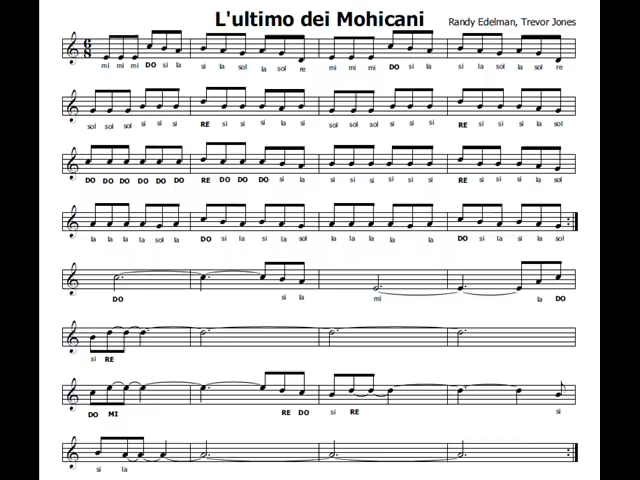 L'ultimo dei Mohicani
Randy Edelman, Trevor Jones
6
8
mi mi mi DO si la si la sol la sol re mi mi mi DO si la si la sol la sol re
sol sol sol si si si RE si si si la si sol sol sol si si si RE si si si la sol
DO DO DO DO DO DO RE DO DO DO si la si si si si si si RE si si si la sol
la la la la sol la DO si la si la sol la la la la la DO si la si la sol
DO si la mi la DO
si RE
DO MI RE DO si RE si
si la